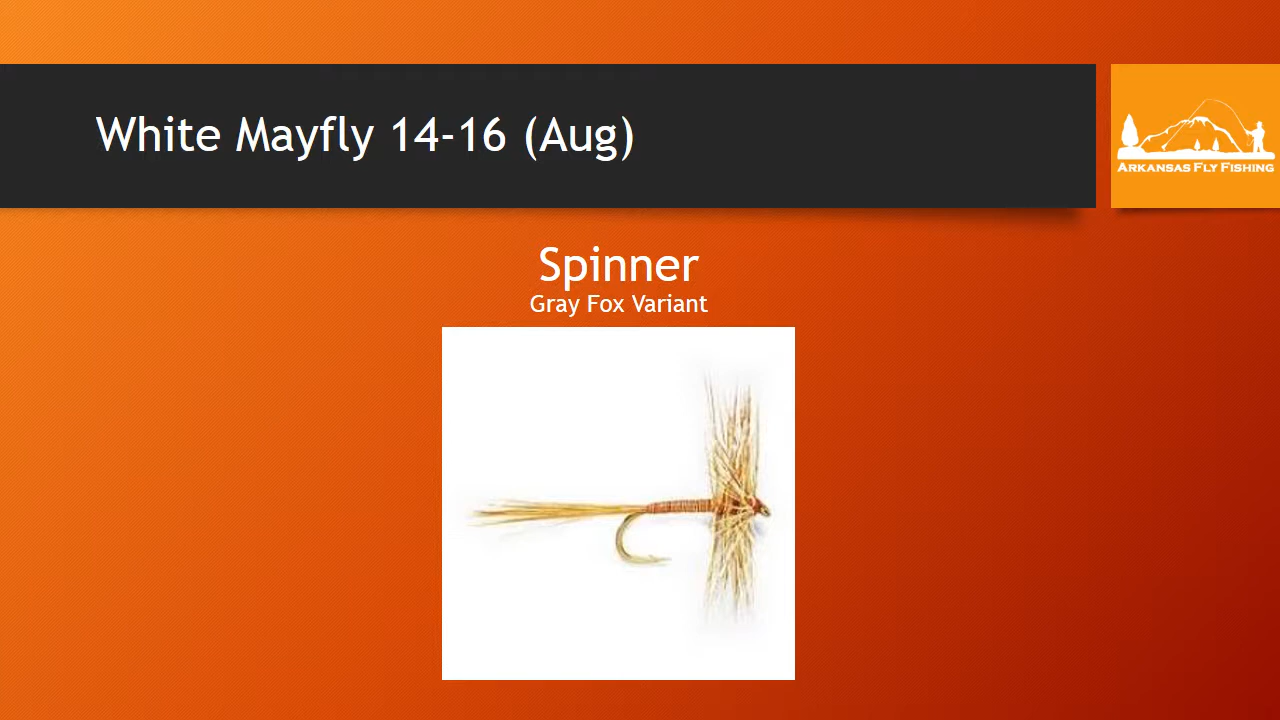 White Mayfly 14-16 (Aug)
ARKANSAS FLY FISHING
Spinner
Gray Fox Variant